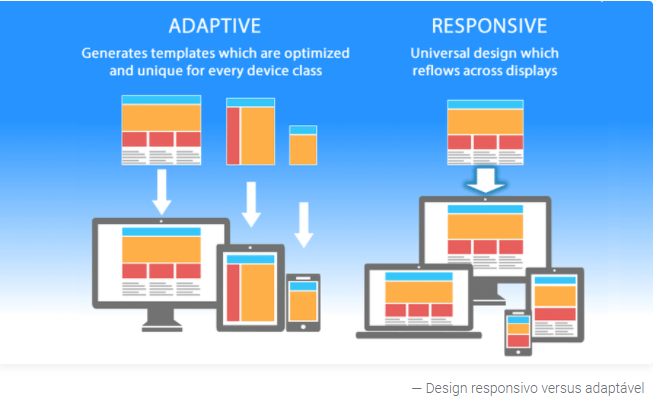 ADAPTIVE
Generates templates which are optimized
and unique for every device class
RESPONSIVE
Universal design which
reflows across displays
— Design responsivo versus adaptável